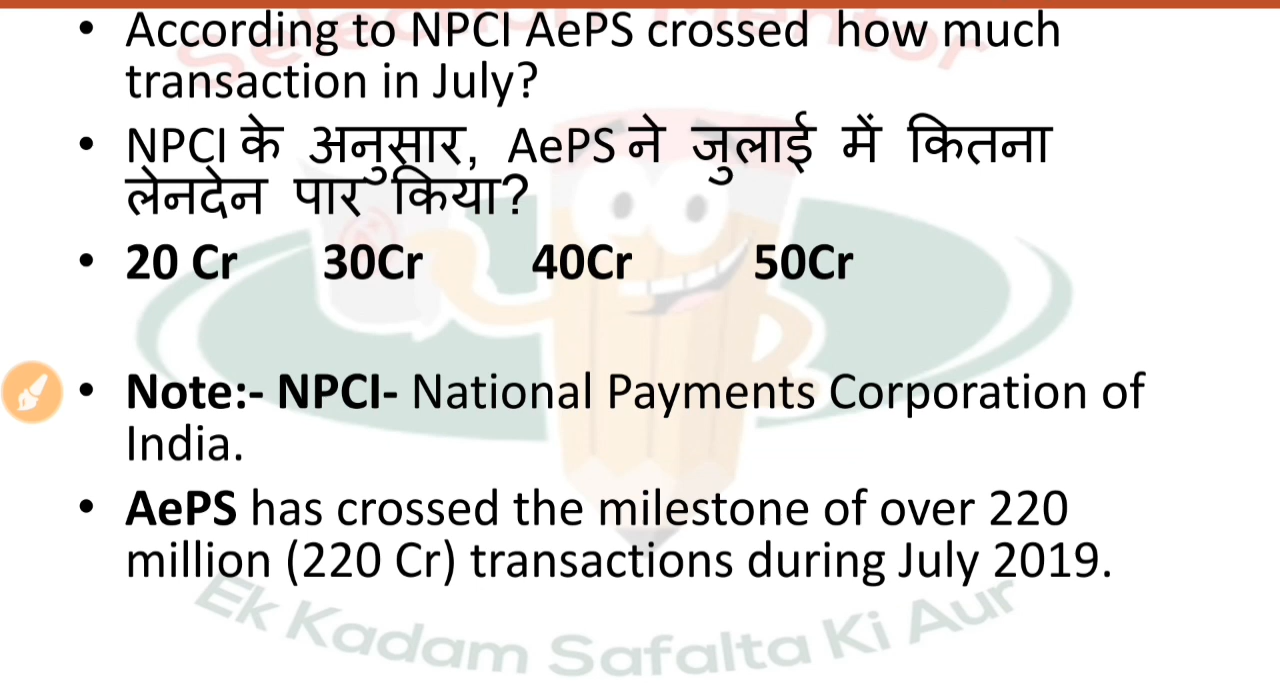 Selection Mentor
• According to NPCI AePS crossed how much
transaction in July?
• NPCI के अनुसार, AePS ने जुलाई में कितना
लेनदेन पार किया?
• 20 Cr 30Cr 40Cr 50Cr
• Note:- NPCI- National Payments Corporation of
India.
• AePS has crossed the milestone of over 220
million (220 Cr) transactions during July 2019.
Ek Kadam Safalta Ki Aur